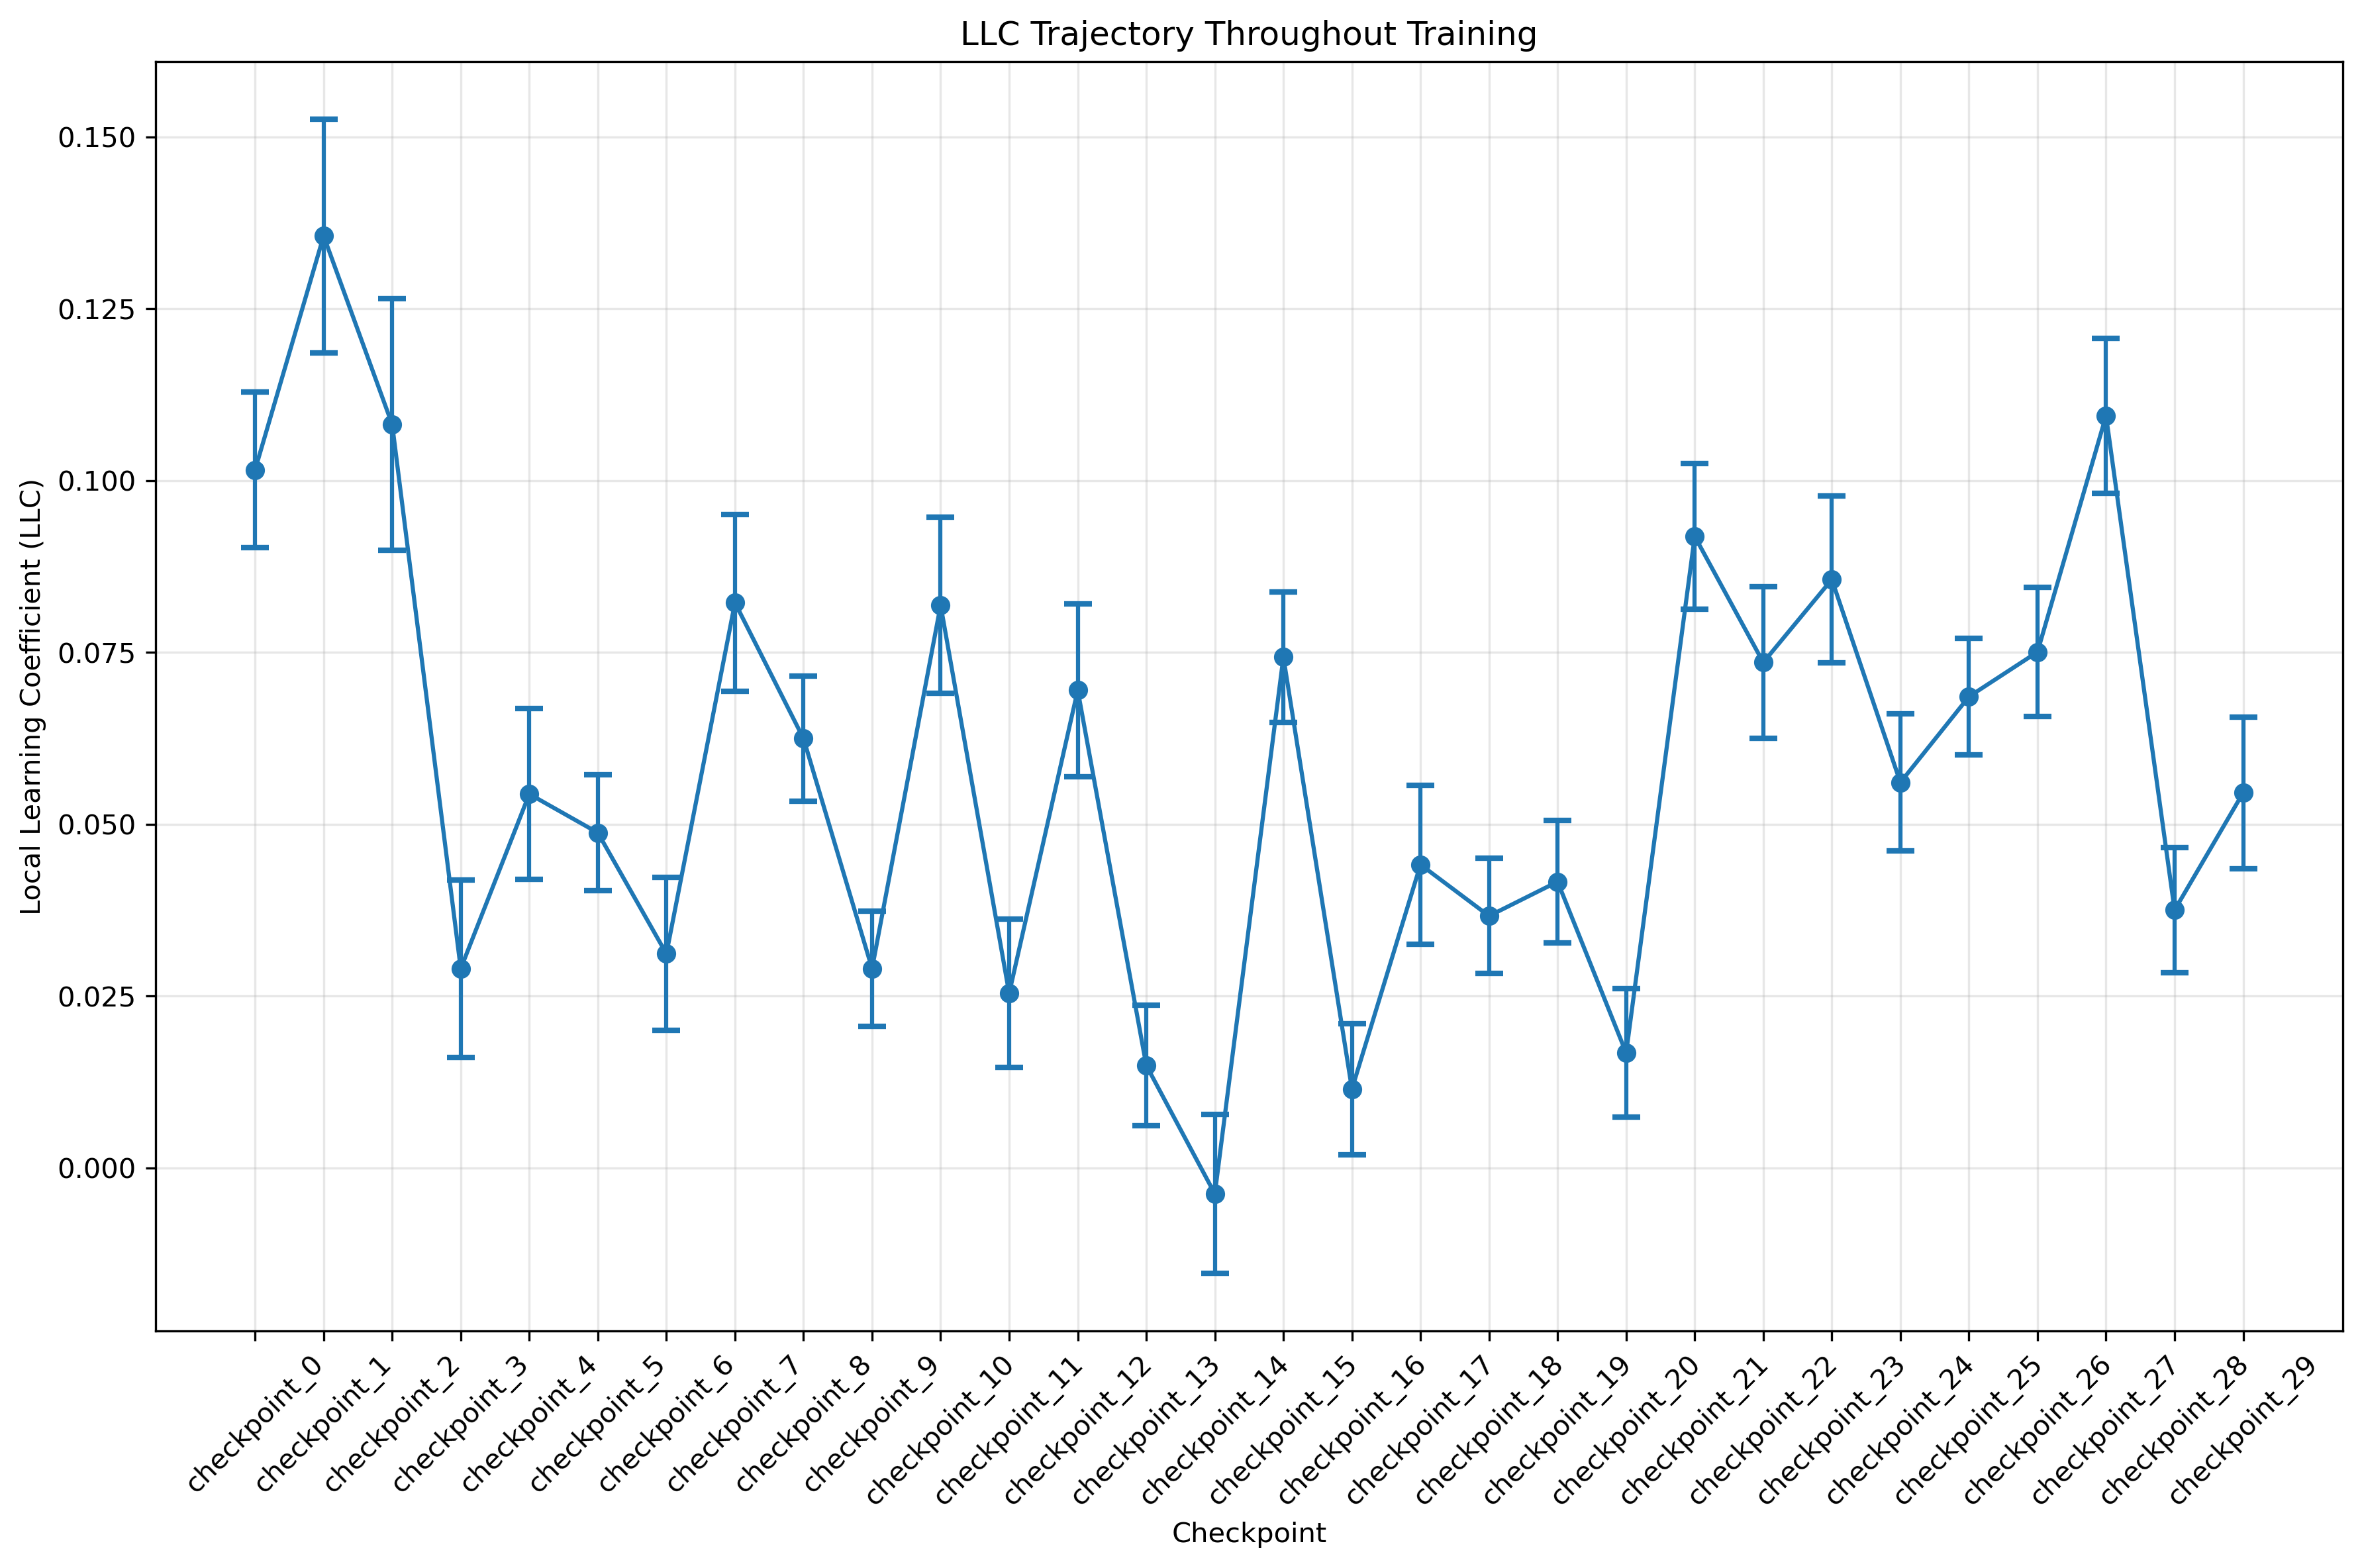 LLC Trajectory Throughout Training
Local Learning Coefficient (LLC)
0.150
0.125
0.100
0.075
0.050
0.025
0.000
checkpoint_0
checkpoint_1
checkpoint_2
checkpoint_3
checkpoint_4
checkpoint_5
checkpoint_6
checkpoint_7
checkpoint_8
checkpoint_9
checkpoint_10
checkpoint_11
checkpoint_12
checkpoint_13
checkpoint_14
checkpoint_15
checkpoint_16
checkpoint_17
checkpoint_18
checkpoint_19
checkpoint_20
checkpoint_21
checkpoint_22
checkpoint_23
checkpoint_24
checkpoint_25
checkpoint_26
checkpoint_27
checkpoint_28
checkpoint_29
Checkpoint